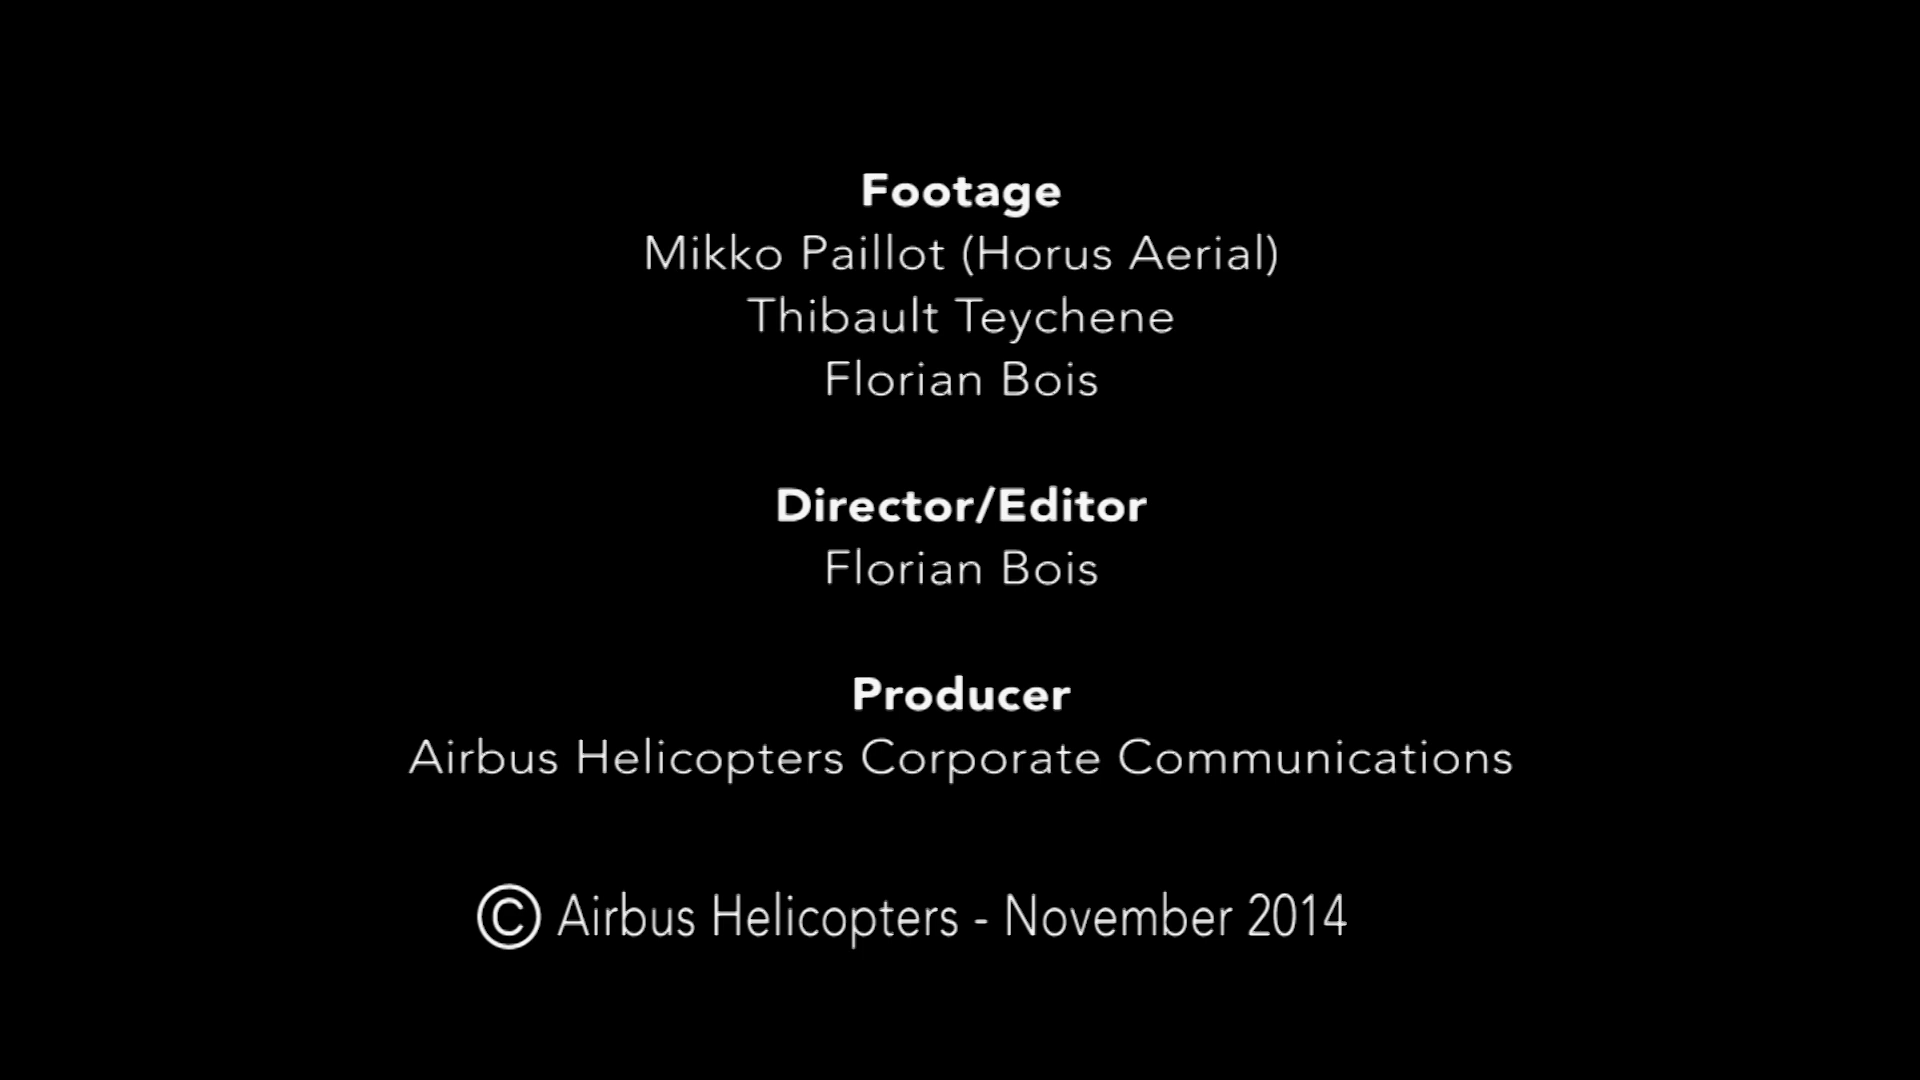 Footage
Mikko Paillot (Horus Aerial)
Thibault Teychene
Florian Bois
Director/Editor
Florian Bois
Producer
Airbus Helicopters Corporate Communications
© Airbus Helicopters - November 2014